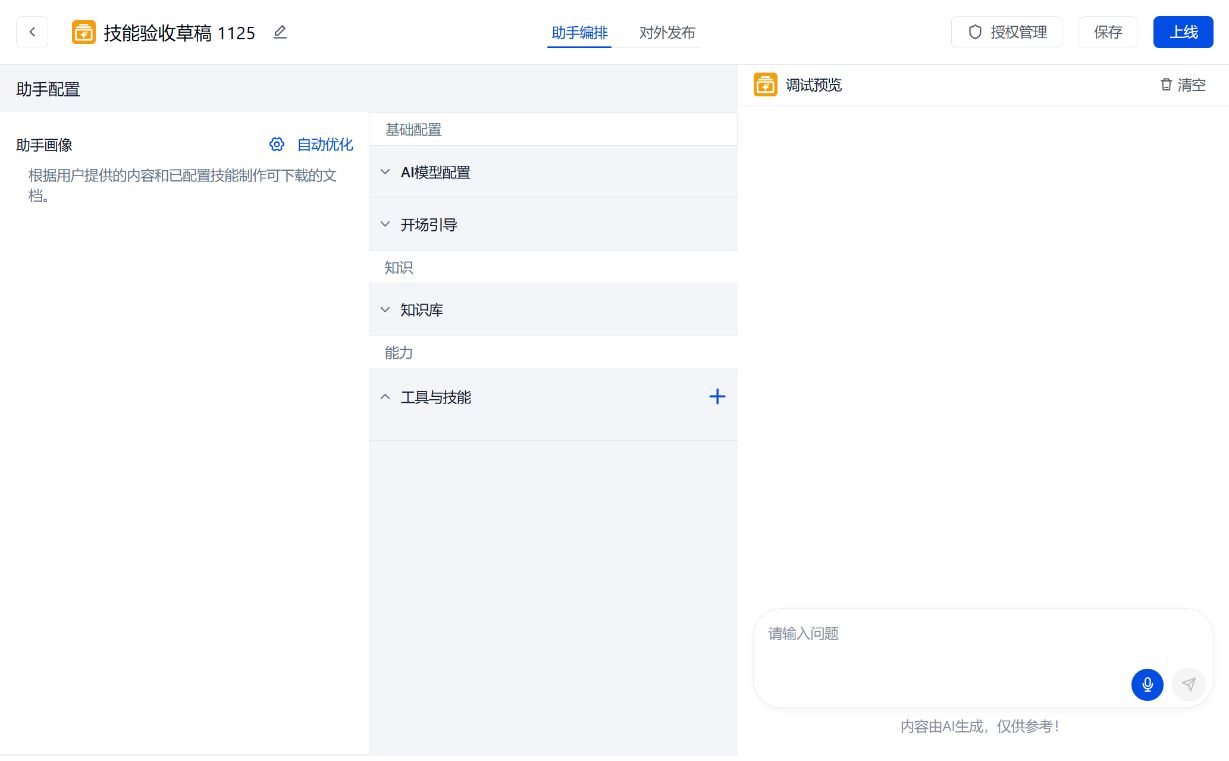 技能验收草稿 1125
助手编排
对外发布
授权管理
保存
上线
助手配置
调试预览
清空
助手画像
自动优化
根据用户提供的内容和已配置技能制作可下载的文
档。
基础配置
AI模型配置
开场引导
知识
知识库
能力
工具与技能
请输入问题
内容由AI生成，仅供参考！